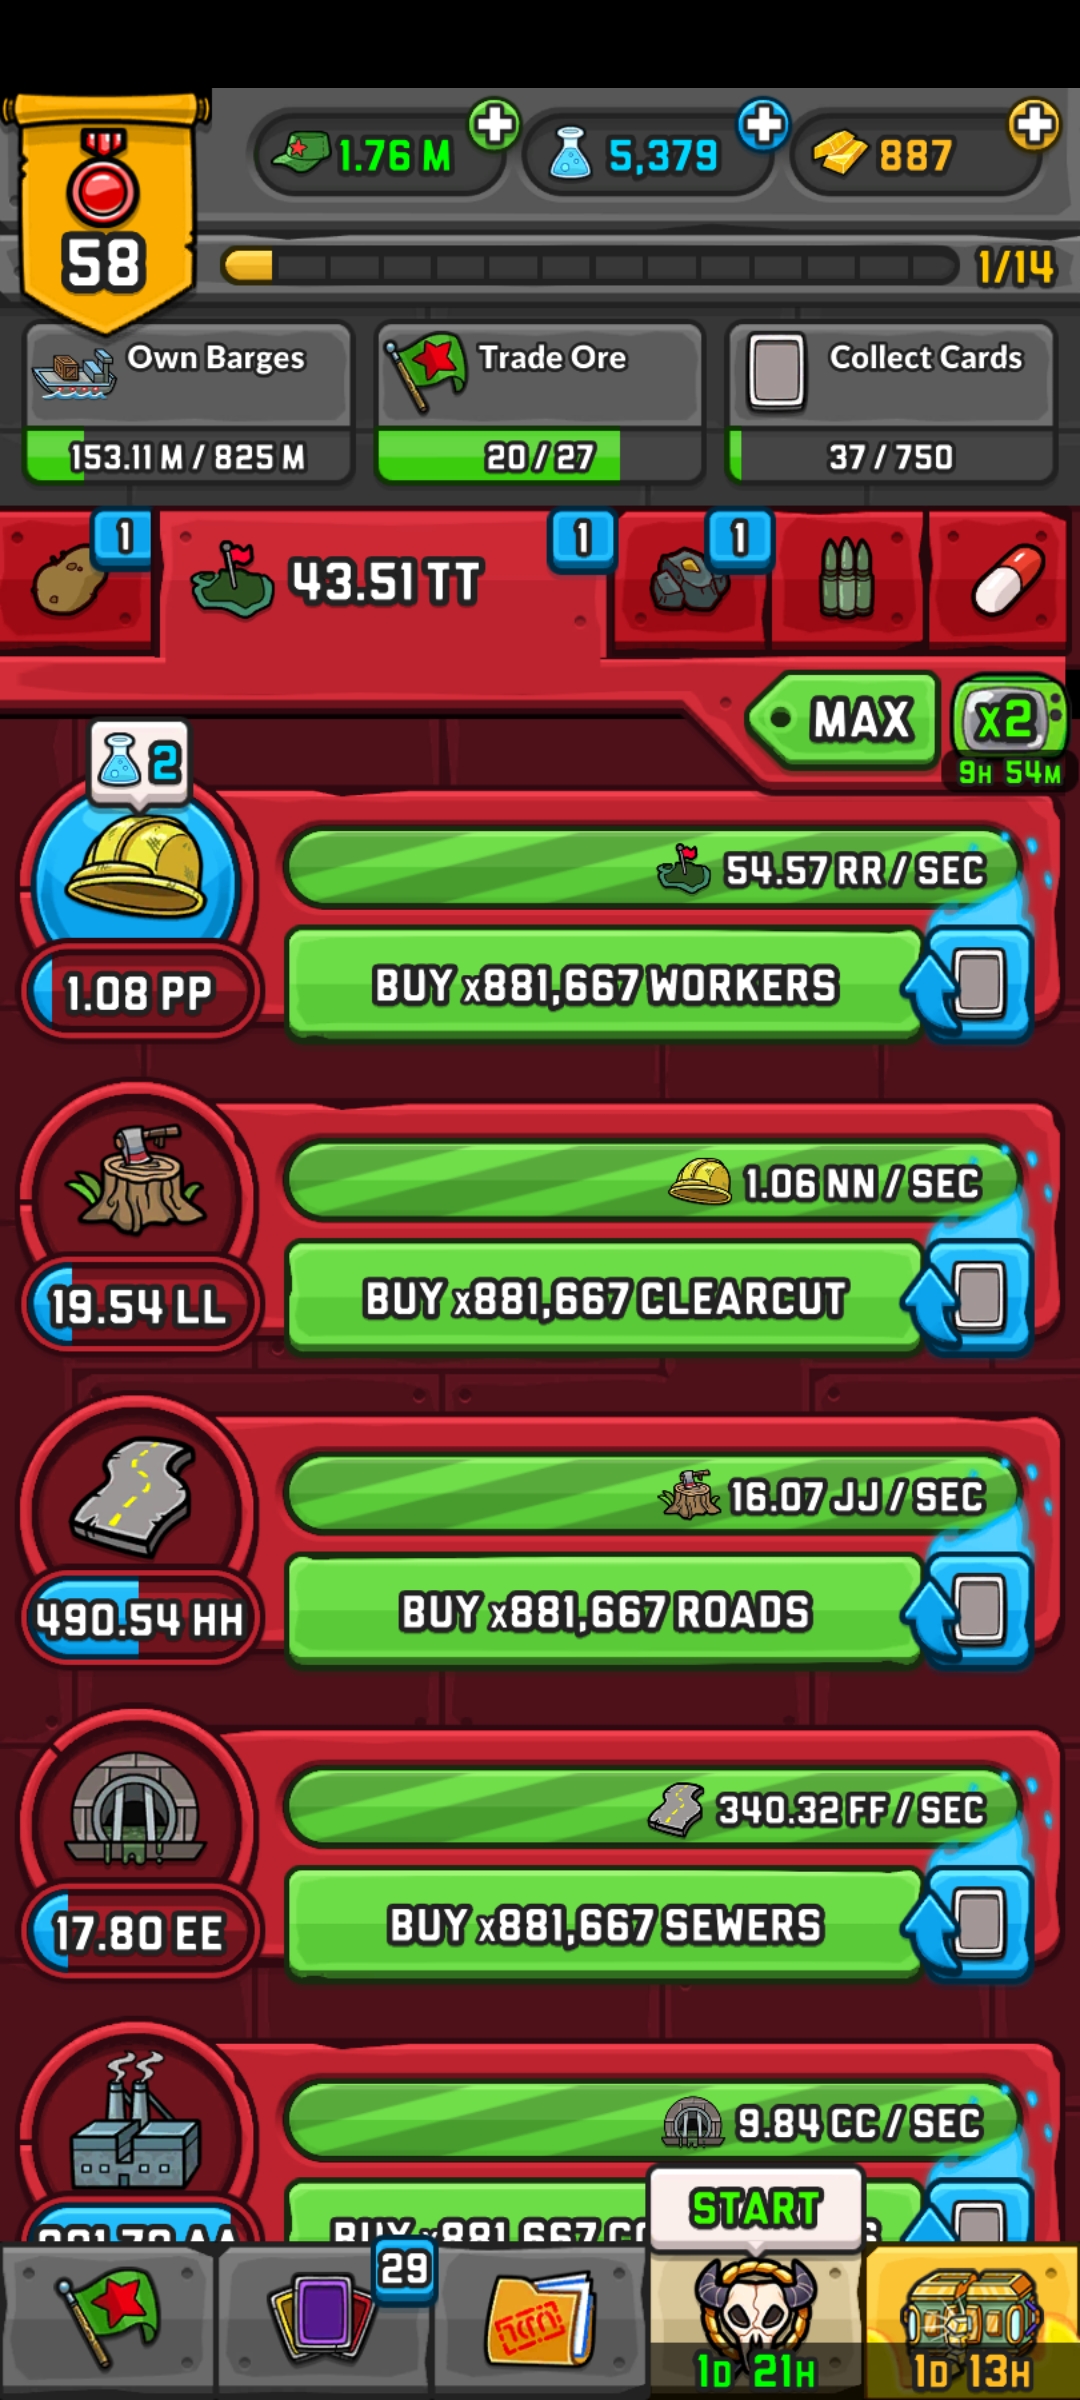 1.76 M
5,379
887
58
1/14
Own Barges
153.11 M / 825 M
Trade Ore
20 / 27
Collect Cards
37 / 750
1
43.51 TT
1
1
MAX
x2
9H 54M
2
54.57 RR / SEC
1.08 PP
BUY x881,667 WORKERS
1.06 NN / SEC
19.54 LL
BUY x881,667 CLEARCUT
16.07 JJ / SEC
490.54 HH
BUY x881,667 ROADS
340.32 FF / SEC
17.80 EE
BUY x881,667 SEWERS
9.84 CC / SEC
BUY x881,667
START
29
1D 21H
1D 13H